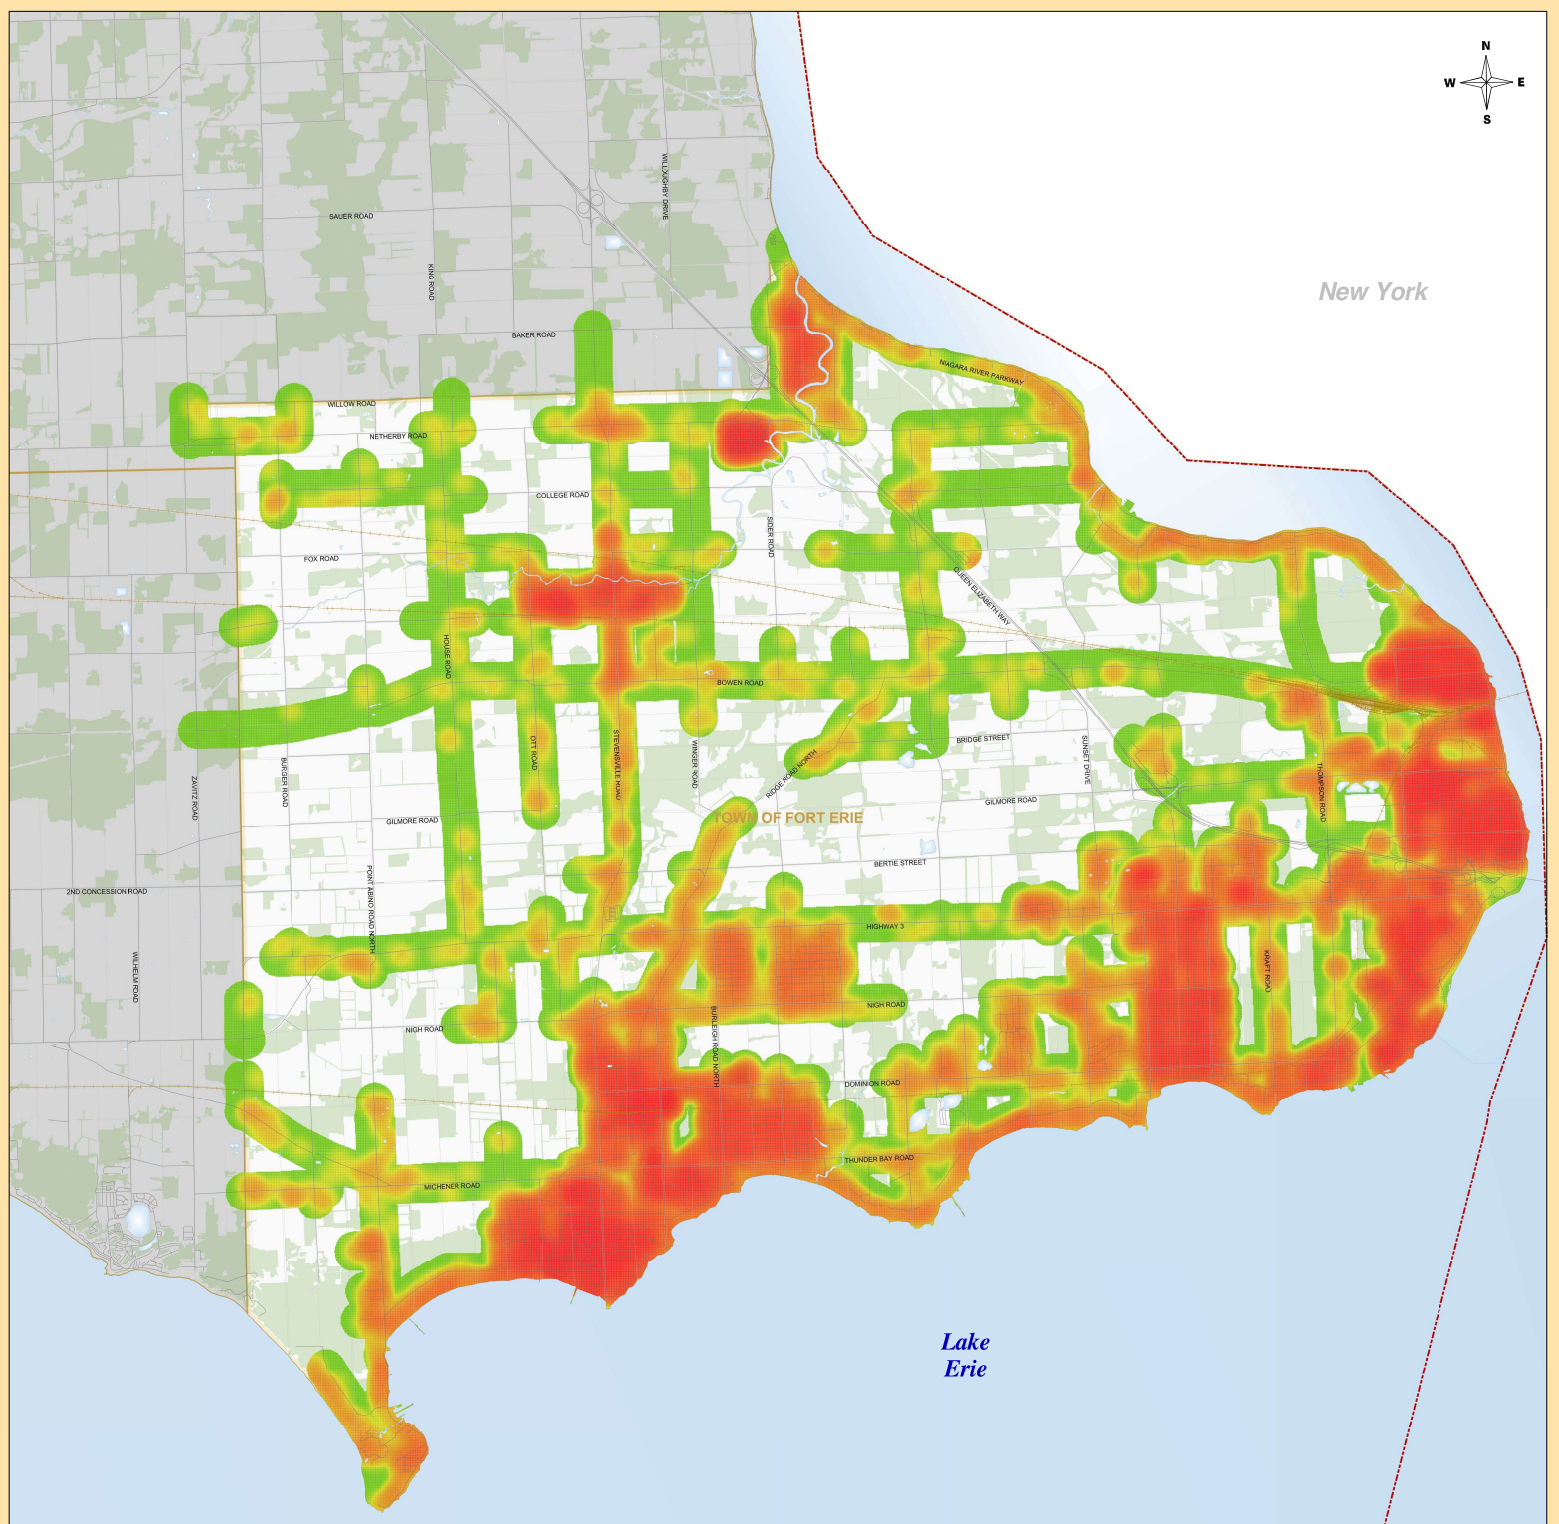 N
W E
S
WILLOUGHBY DRIVE
SAUER ROAD
KING ROAD
New York
BAKER ROAD
NIAGARA RIVER PARKWAY
WILLOW ROAD
NETHERBY ROAD
COLLEGE ROAD
SIDER ROAD
FOX ROAD
QUEEN ELIZABETH WAY
HOUSE ROAD
BOWEN ROAD
OTT ROAD
STEVENSVILLE ROAD
WINGER ROAD
BRIDGE STREET
SUNSET DRIVE
RIDGE ROAD NORTH
ZAVITZ ROAD
BURGER ROAD
THOMPSON ROAD
GILMORE ROAD
TOWN OF FORT ERIE
GILMORE ROAD
BERTIE STREET
2ND CONCESSION ROAD
POINT ABINO ROAD NORTH
HIGHWAY 3
WILHELM ROAD
KRAFT ROAD
NIGH ROAD
NIGH ROAD
BURLEIGH ROAD NORTH
DOMINION ROAD
THUNDER BAY ROAD
MICHENER ROAD
Lake
Erie